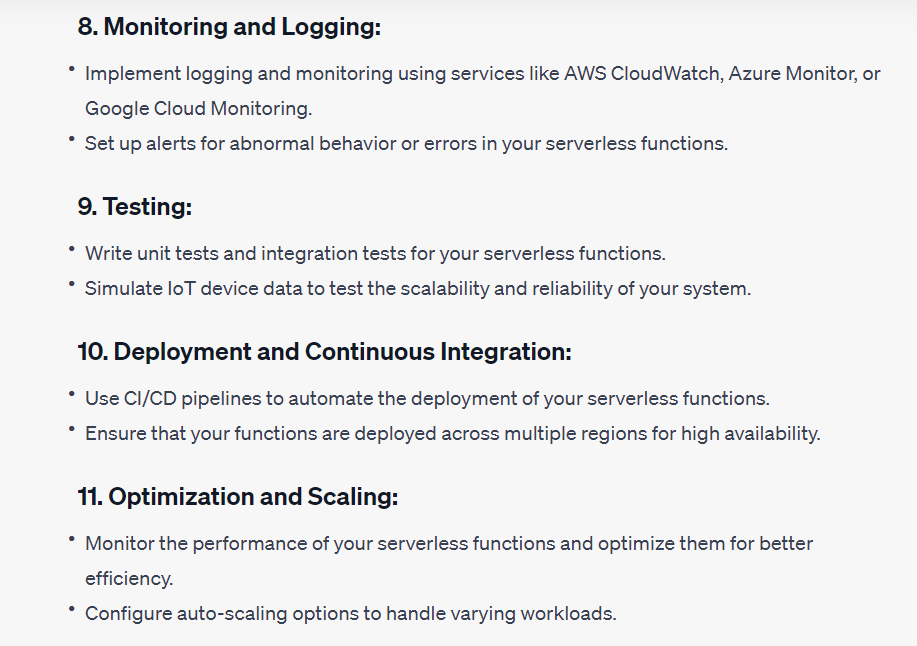 8. Monitoring and Logging:
• Implement logging and monitoring using services like AWS CloudWatch, Azure Monitor, or
Google Cloud Monitoring.
• Set up alerts for abnormal behavior or errors in your serverless functions.
9. Testing:
• Write unit tests and integration tests for your serverless functions.
• Simulate IoT device data to test the scalability and reliability of your system.
10. Deployment and Continuous Integration:
• Use CI/CD pipelines to automate the deployment of your serverless functions.
• Ensure that your functions are deployed across multiple regions for high availability.
11. Optimization and Scaling:
• Monitor the performance of your serverless functions and optimize them for better
efficiency.
• Configure auto-scaling options to handle varying workloads.